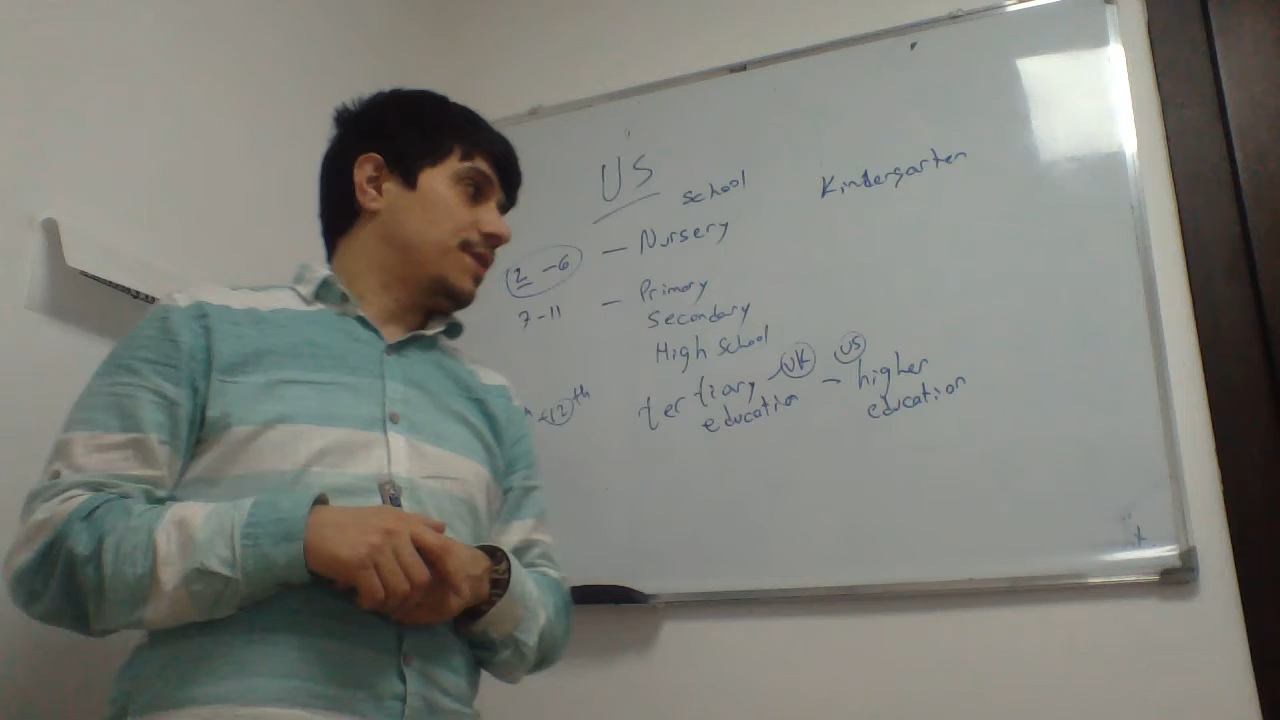 US
school
Kindergarten
(2 - 6) - Nursery
7-11 - Primary
Secondary
High school
12th
tertiary - UK US
education - higher
education